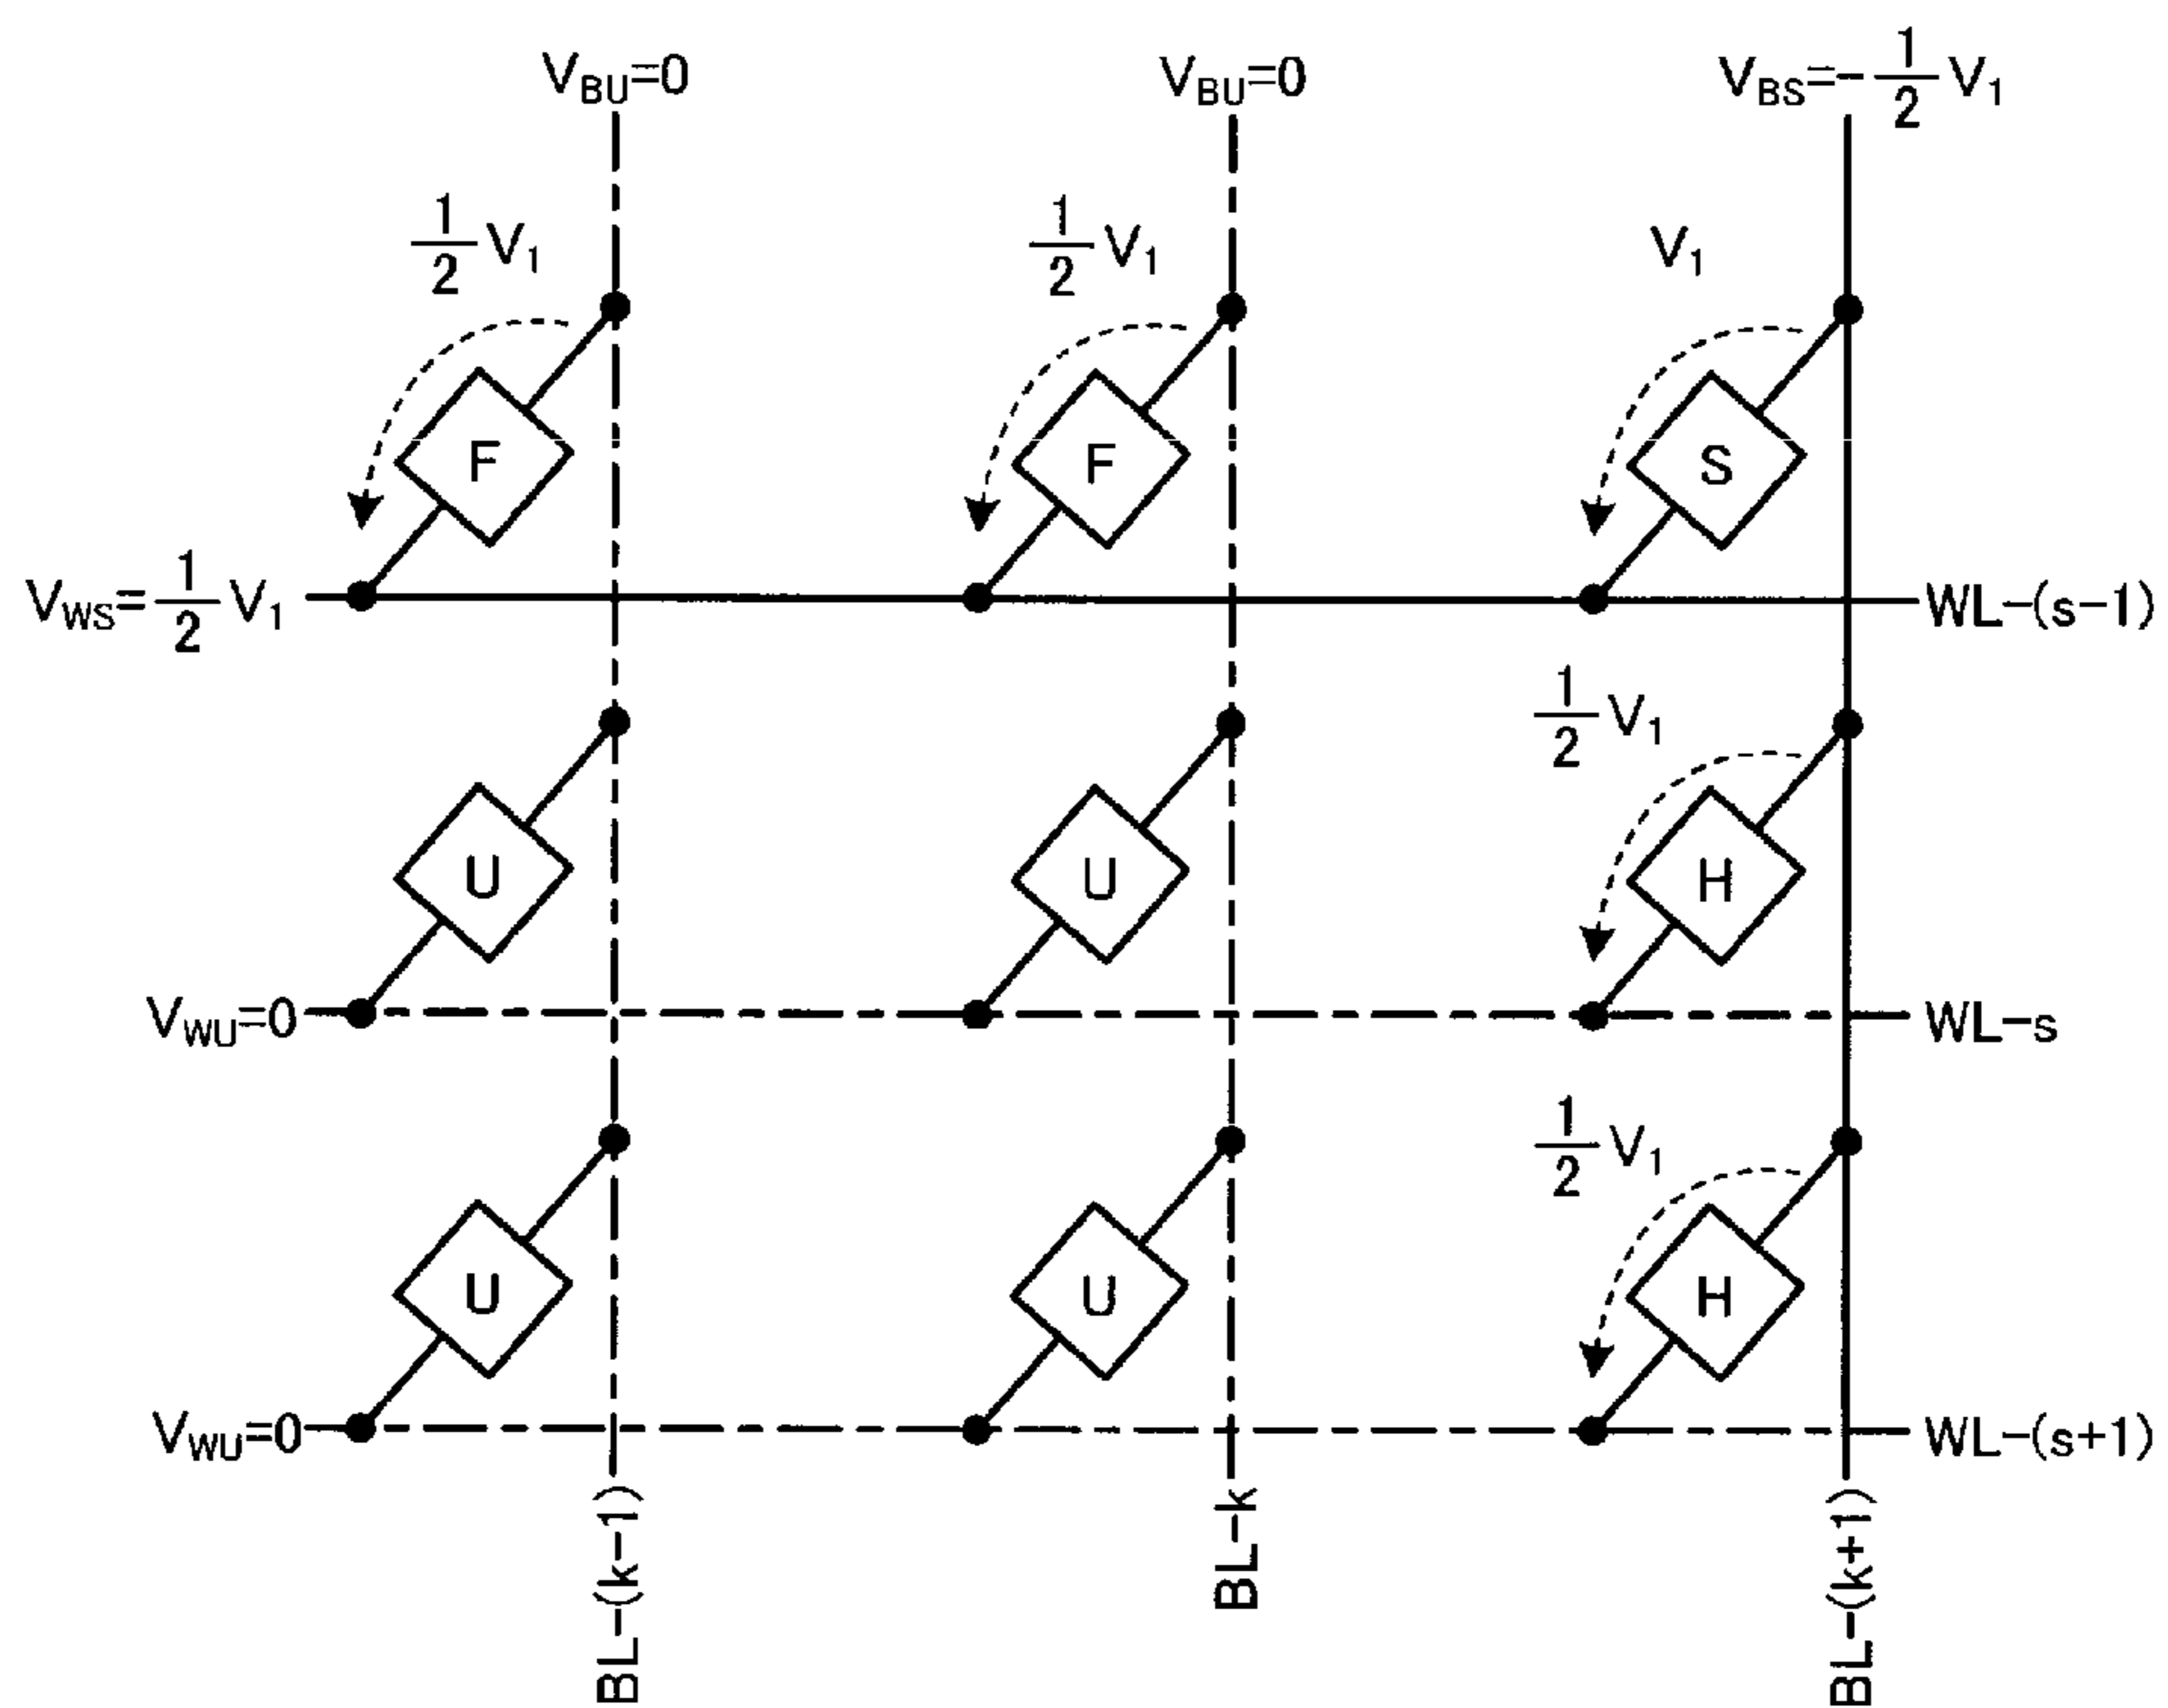 V_BU=0 V_BU=0 V_BS=-1/2 V_1
1/2 V_1 1/2 V_1 V_1
F F S
V_WS=1/2 V_1 WL-(s-1)
1/2 V_1
U U H
V_WU=0 WL-s
1/2 V_1
U U H
V_WU=0 WL-(s+1)
BL-(k-1) BL-k BL-(k+1)